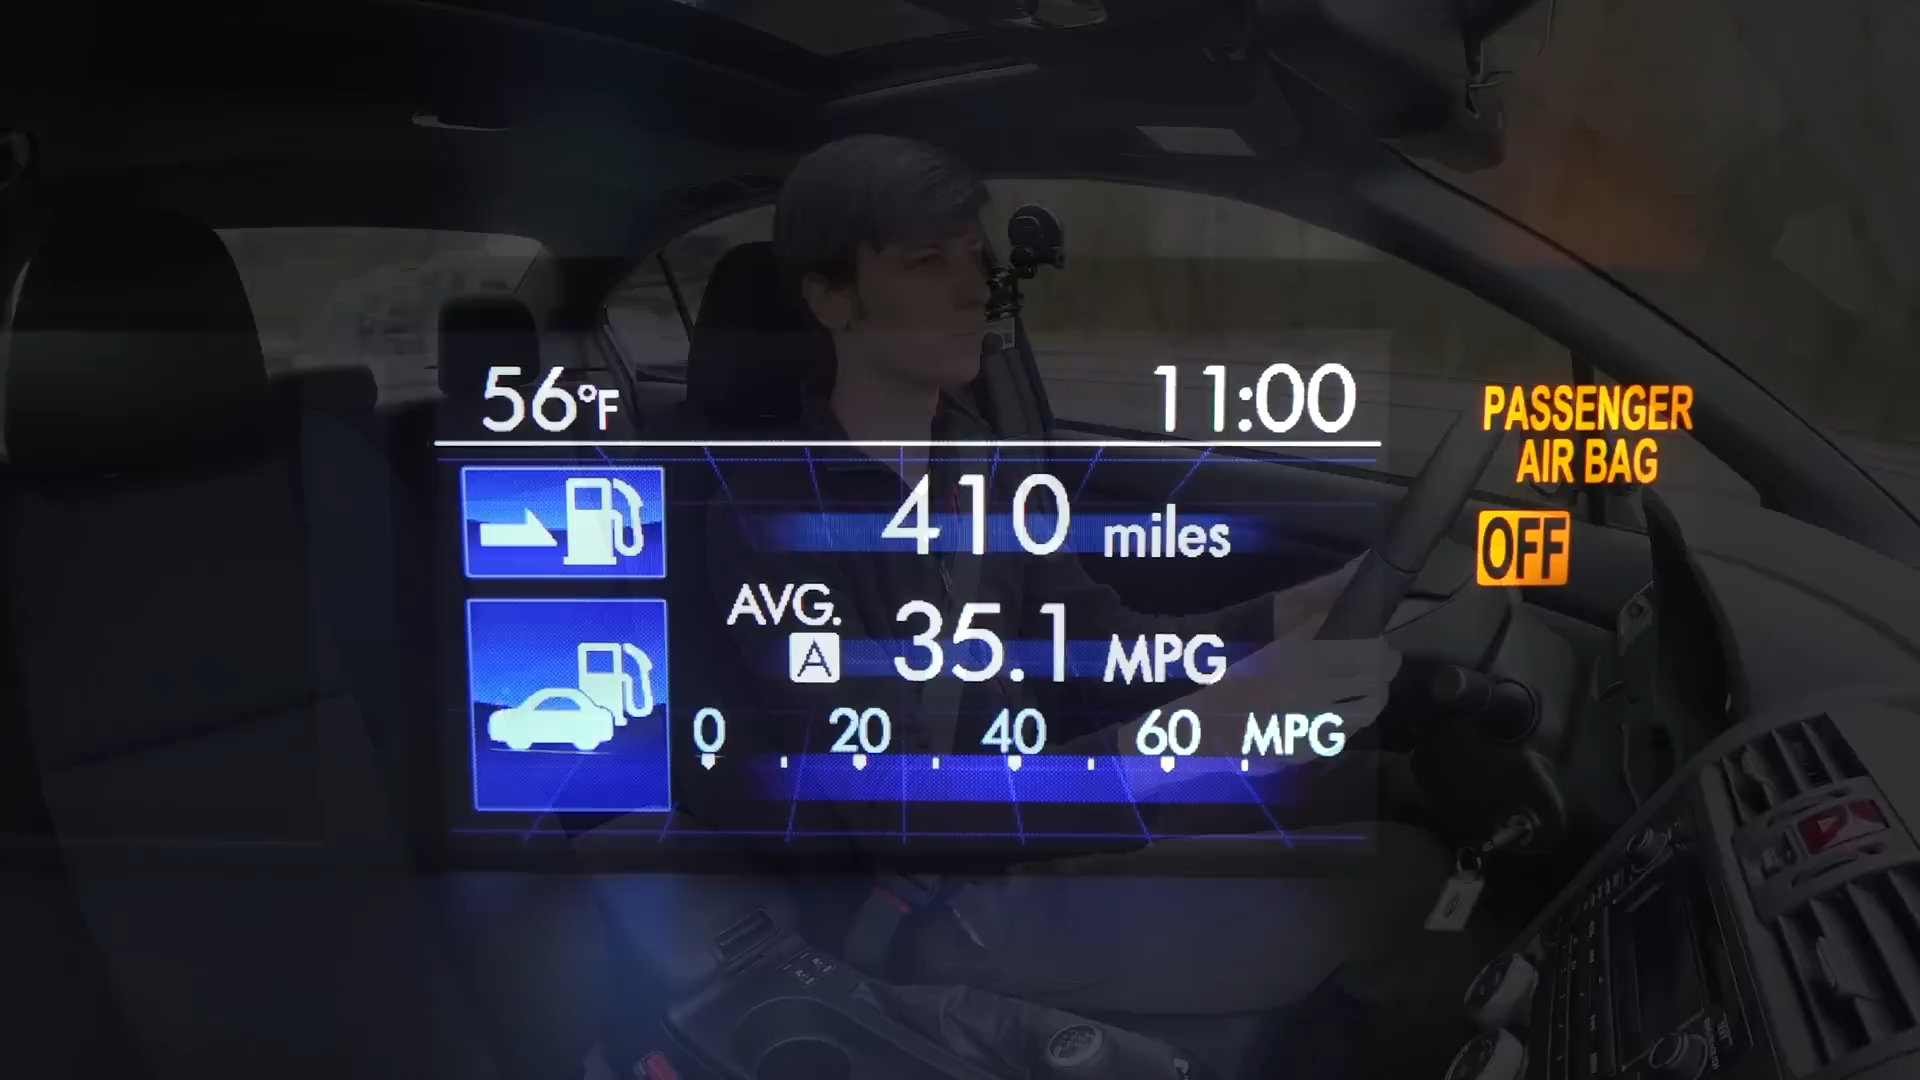 56°F 11:00
410 miles
AVG.
A 35.1 MPG
0 20 40 60 MPG
PASSENGER
AIR BAG
OFF